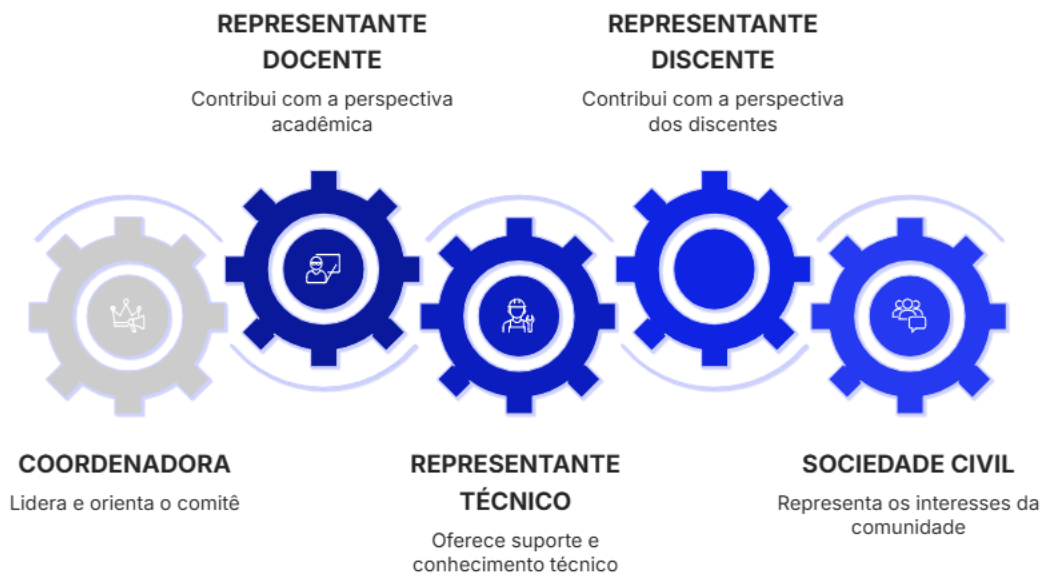 REPRESENTANTE
DOCENTE
Contribui com a perspectiva
acadêmica
REPRESENTANTE
DISCENTE
Contribui com a perspectiva
dos discentes
COORDENADORA
Lidera e orienta o comitê
REPRESENTANTE
TÉCNICO
Oferece suporte e
conhecimento técnico
SOCIEDADE CIVIL
Representa os interesses da
comunidade